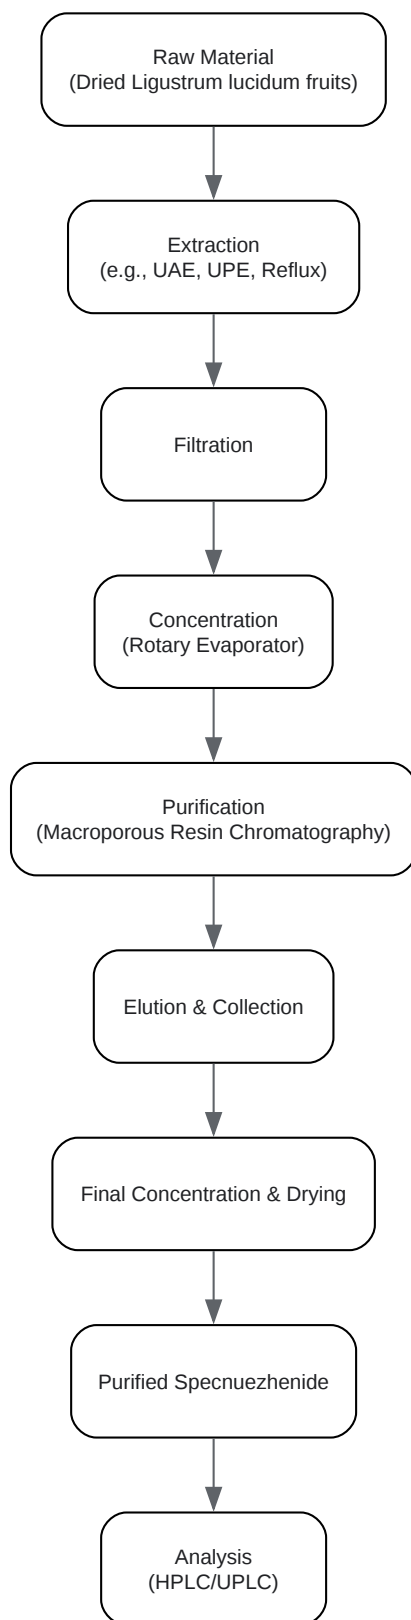 Raw Material
(Dried Ligustrum lucidum fruits)
Extraction
(e.g., UAE, UPE, Reflux)
Filtration
Concentration
(Rotary Evaporator)
Purification
(Macroporous Resin Chromatography)
Elution & Collection
Final Concentration & Drying
Purified Specnuezhenide
Analysis
(HPLC/UPLC)